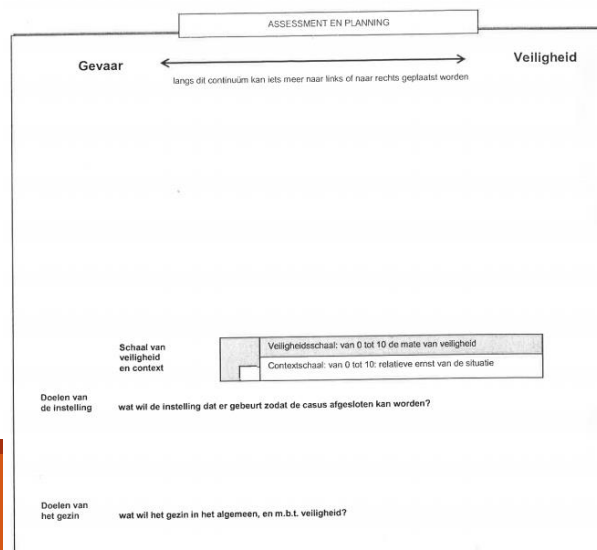 ASSESSMENT EN PLANNING
Gevaar
Veiligheid
langs dit continuüm kan iets meer naar links of naar rechts geplaatst worden
Schaal van
veiligheid
en context
Veiligheidsschaal: van 0 tot 10 de mate van veiligheid
Contextschaal: van 0 tot 10: relatieve ernst van de situatie
Doelen van
de instelling
wat wil de instelling dat er gebeurt zodat de casus afgesloten kan worden?
Doelen van
het gezin
wat wil het gezin in het algemeen, en m.b.t. veiligheid?